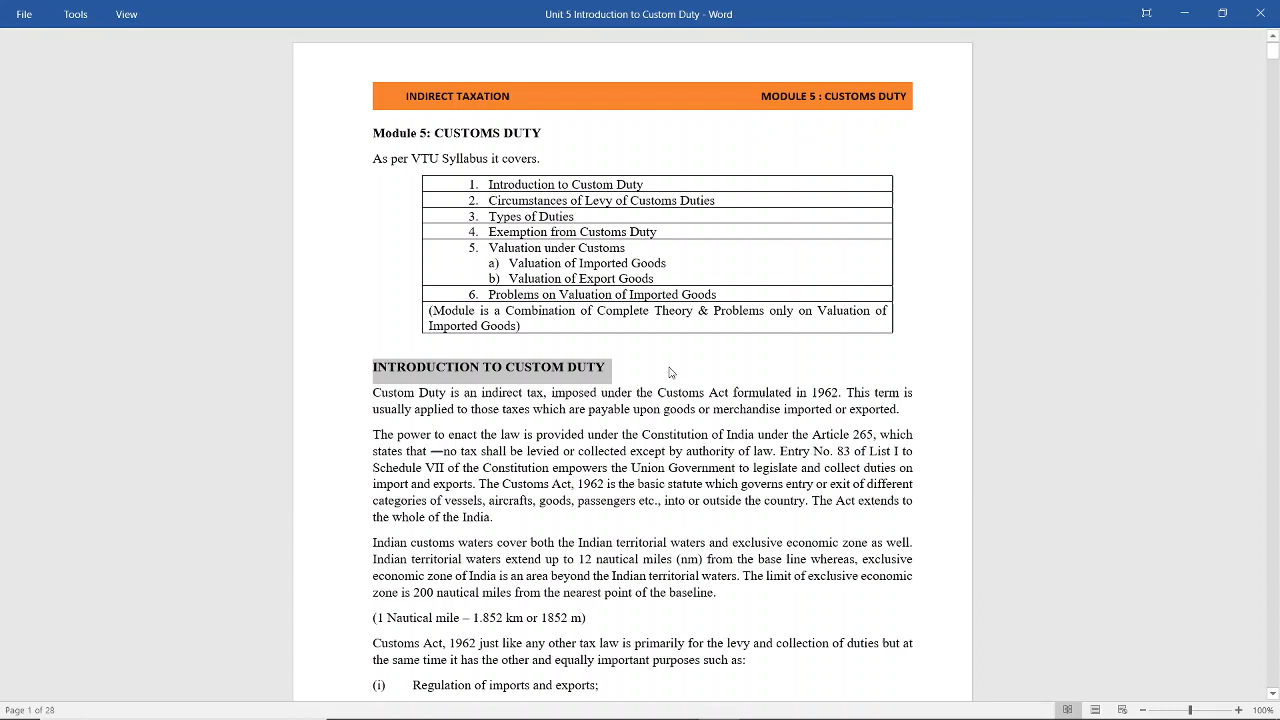 File Tools View Unit 5 Introduction to Custom Duty - Word
INDIRECT TAXATION MODULE 5 : CUSTOMS DUTY
Module 5: CUSTOMS DUTY
As per VTU Syllabus it covers.
1. Introduction to Custom Duty
2. Circumstances of Levy of Customs Duties
3. Types of Duties
4. Exemption from Customs Duty
5. Valuation under Customs
a) Valuation of Imported Goods
b) Valuation of Export Goods
6. Problems on Valuation of Imported Goods
(Module is a Combination of Complete Theory & Problems only on Valuation of
Imported Goods)
INTRODUCTION TO CUSTOM DUTY
Custom Duty is an indirect tax, imposed under the Customs Act formulated in 1962. This term is
usually applied to those taxes which are payable upon goods or merchandise imported or exported.
The power to enact the law is provided under the Constitution of India under the Article 265, which
states that ―no tax shall be levied or collected except by authority of law. Entry No. 83 of List I to
Schedule VII of the Constitution empowers the Union Government to legislate and collect duties on
import and exports. The Customs Act, 1962 is the basic statute which governs entry or exit of different
categories of vessels, aircrafts, goods, passengers etc., into or outside the country. The Act extends to
the whole of the India.
Indian customs waters cover both the Indian territorial waters and exclusive economic zone as well.
Indian territorial waters extend up to 12 nautical miles (nm) from the base line whereas, exclusive
economic zone of India is an area beyond the Indian territorial waters. The limit of exclusive economic
zone is 200 nautical miles from the nearest point of the baseline.
(1 Nautical mile – 1.852 km or 1852 m)
Customs Act, 1962 just like any other tax law is primarily for the levy and collection of duties but at
the same time it has the other and equally important purposes such as:
(i) Regulation of imports and exports;
Page 1 of 28 100%